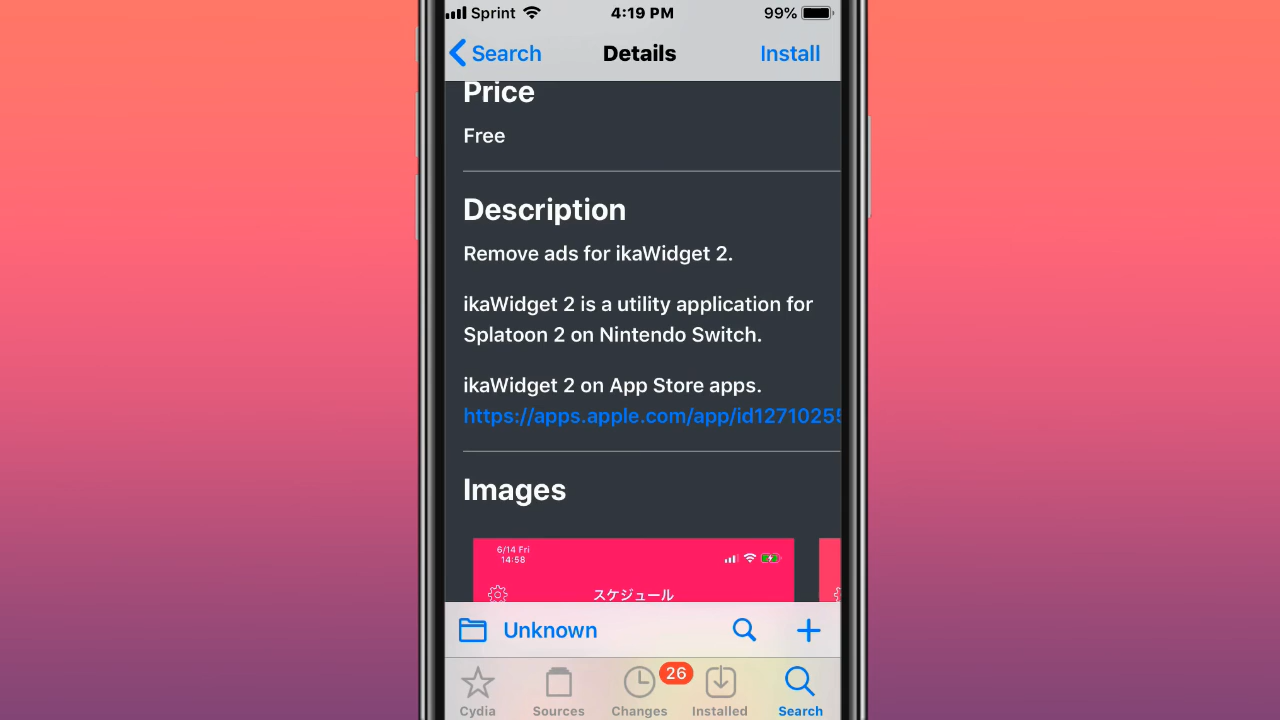 Sprint 4:19 PM 99%
Search Details Install
Price
Free
Description
Remove ads for ikaWidget 2.
ikaWidget 2 is a utility application for
Splatoon 2 on Nintendo Switch.
ikaWidget 2 on App Store apps.
https://apps.apple.com/app/id1271025
Images
6/14 Fri
14:58
スケジュール
Unknown
26
Cydia Sources Changes Installed Search